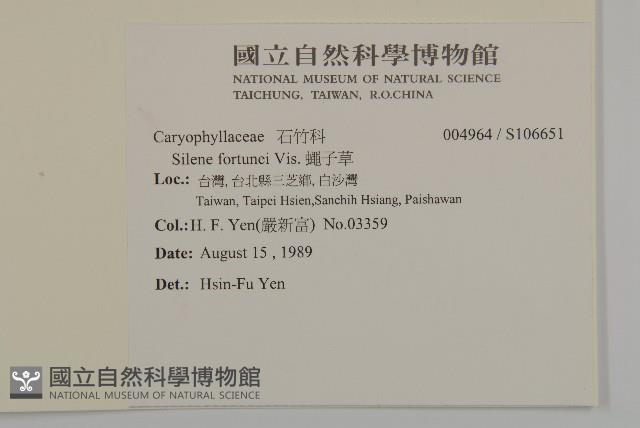 國立自然科學博物館
NATIONAL MUSEUM OF NATURAL SCIENCE
TAICHUNG, TAIWAN, R.O.CHINA
Caryophyllaceae 石竹科 004964 / S106651
Silene fortunei Vis. 蠅子草
Loc.: 台灣, 台北縣三芝鄉, 白沙灣
Taiwan, Taipei Hsien,Sanchih Hsiang, Paishawan
Col.: H. F. Yen(嚴新富) No.03359
Date: August 15 , 1989
Det.: Hsin-Fu Yen
國立自然科學博物館
NATIONAL MUSEUM OF NATURAL SCIENCE